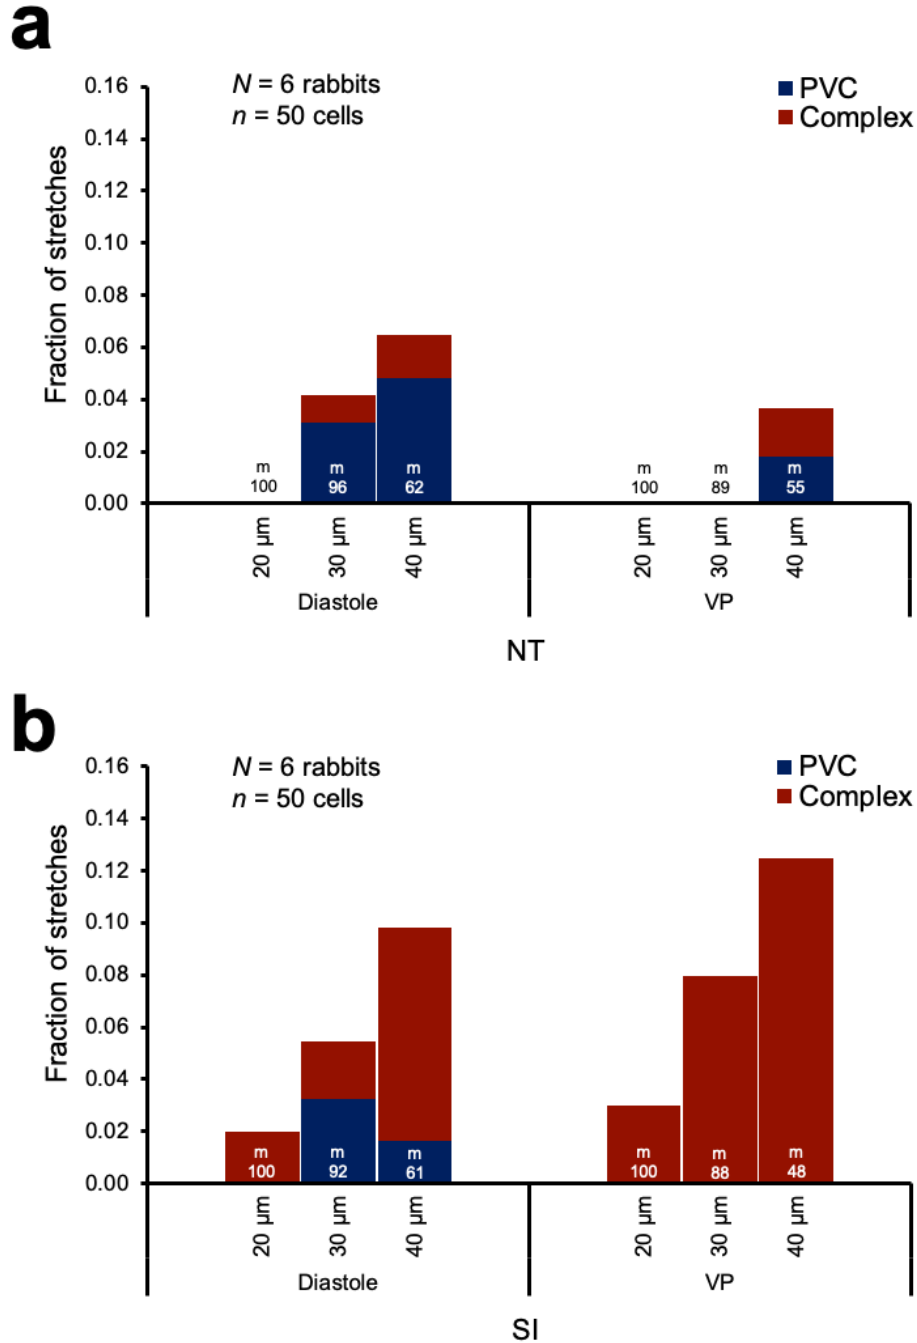 a
N = 6 rabbits
n = 50 cells
PVC
Complex
Fraction of stretches
0.16
0.14
0.12
0.10
0.08
0.06
0.04
0.02
0.00
m
100
m
96
m
62
m
100
m
89
m
55
20 µm
30 µm
40 µm
20 µm
30 µm
40 µm
Diastole
VP
NT
b
N = 6 rabbits
n = 50 cells
PVC
Complex
Fraction of stretches
0.16
0.14
0.12
0.10
0.08
0.06
0.04
0.02
0.00
m
100
m
92
m
61
m
100
m
88
m
48
20 µm
30 µm
40 µm
20 µm
30 µm
40 µm
Diastole
VP
SI